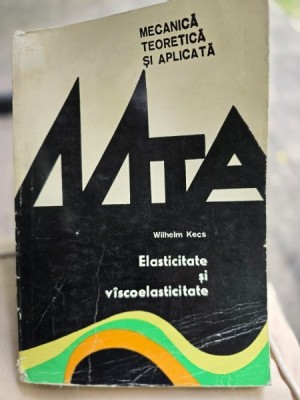 MECANICĂ
TEORETICĂ
ȘI APLICATĂ
MTA
Wilhelm Kecs
Elasticitate
și
vîscoelasticitate